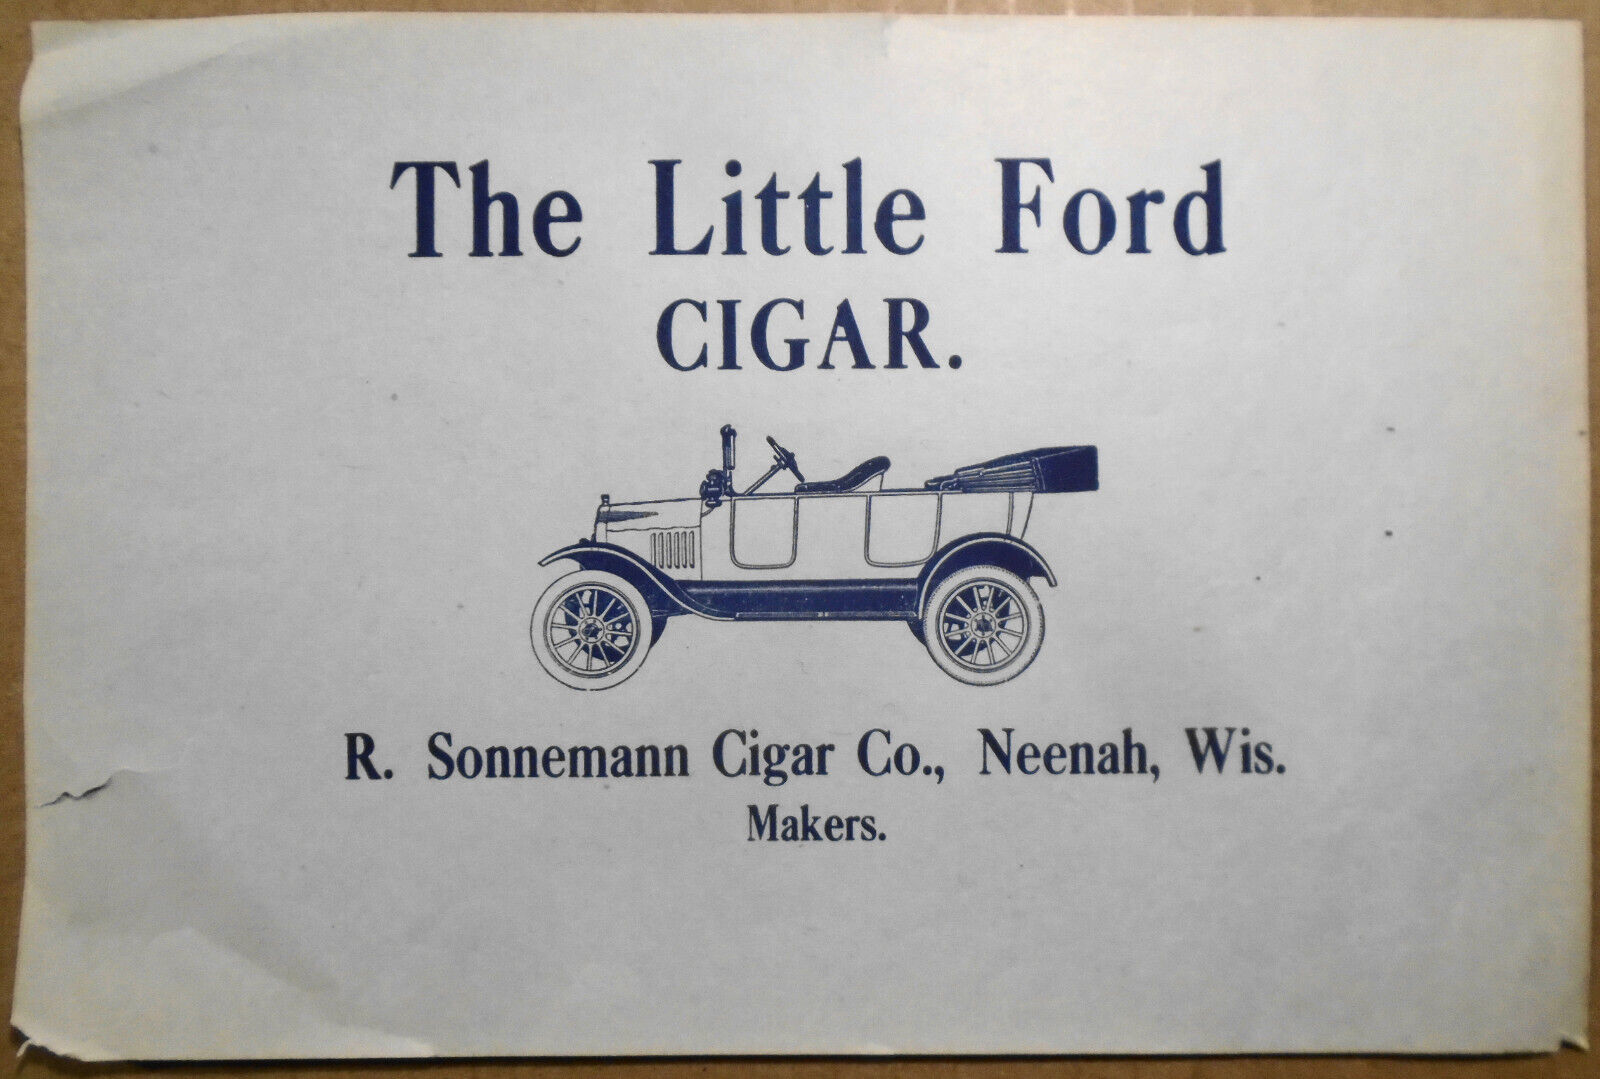 The Little Ford
CIGAR.
R. Sonnemann Cigar Co., Neenah, Wis.
Makers.